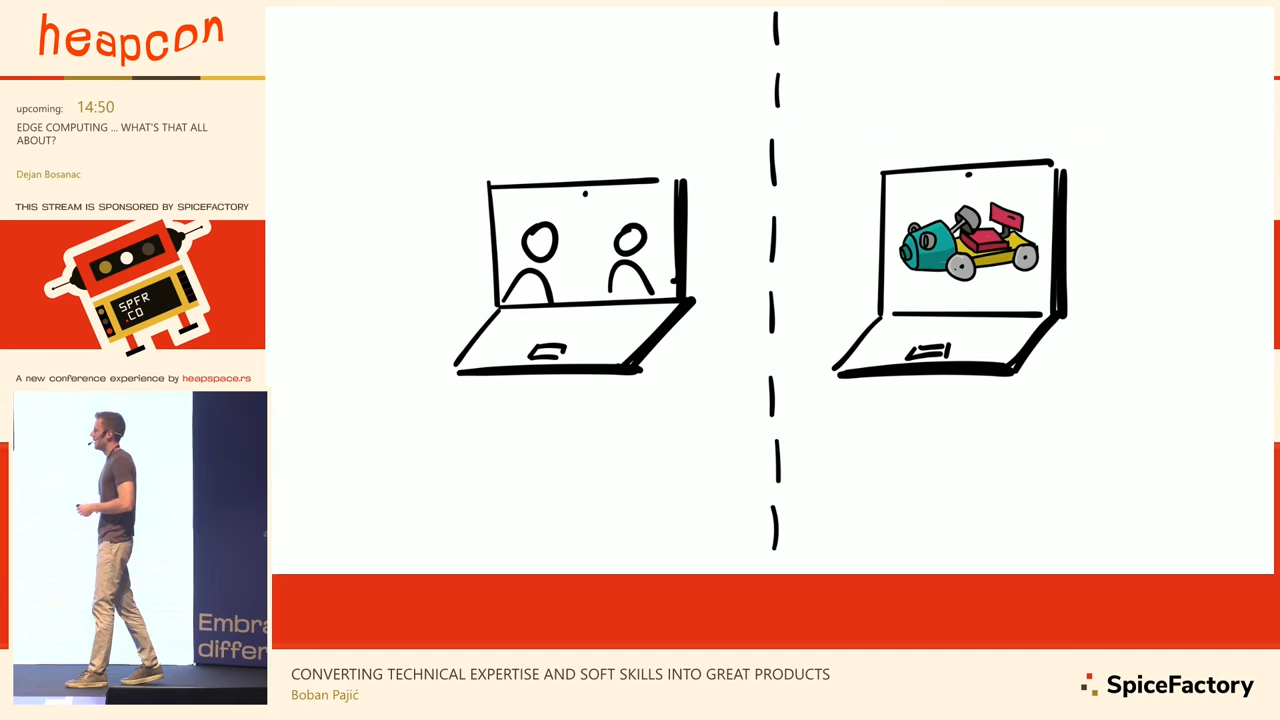 heapcon
upcoming: 14:50
EDGE COMPUTING ... WHAT'S THAT ALL
ABOUT?
Dejan Bosanac
THIS STREAM IS SPONSORED BY SPICEFACTORY
SPFR
.CO
A new conference experience by heapspace.rs
Embra
differ
CONVERTING TECHNICAL EXPERTISE AND SOFT SKILLS INTO GREAT PRODUCTS
Boban Pajić
SpiceFactory